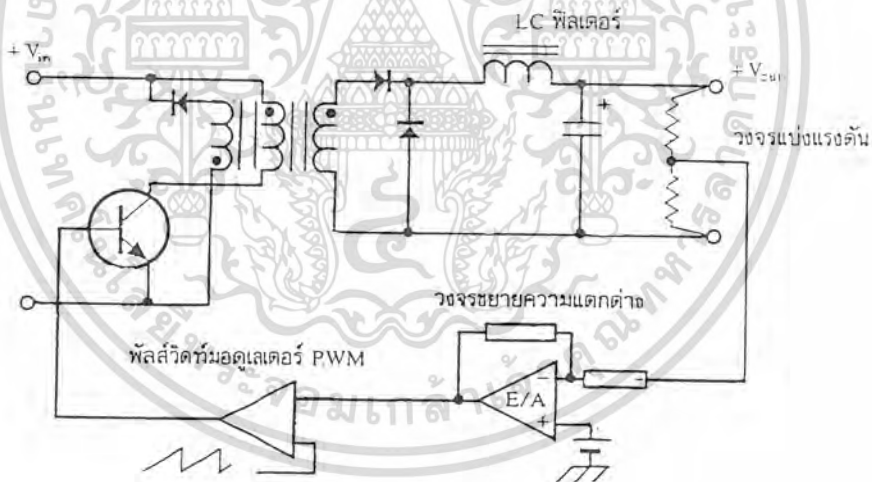 LC ฟิลเตอร์
+ Vin
+ Vout
วงจรแบ่งแรงดัน
วงจรขยายความแตกต่าง
พัลส์วิดท์มอดูเลเตอร์ PWM
E/A
−
+
+